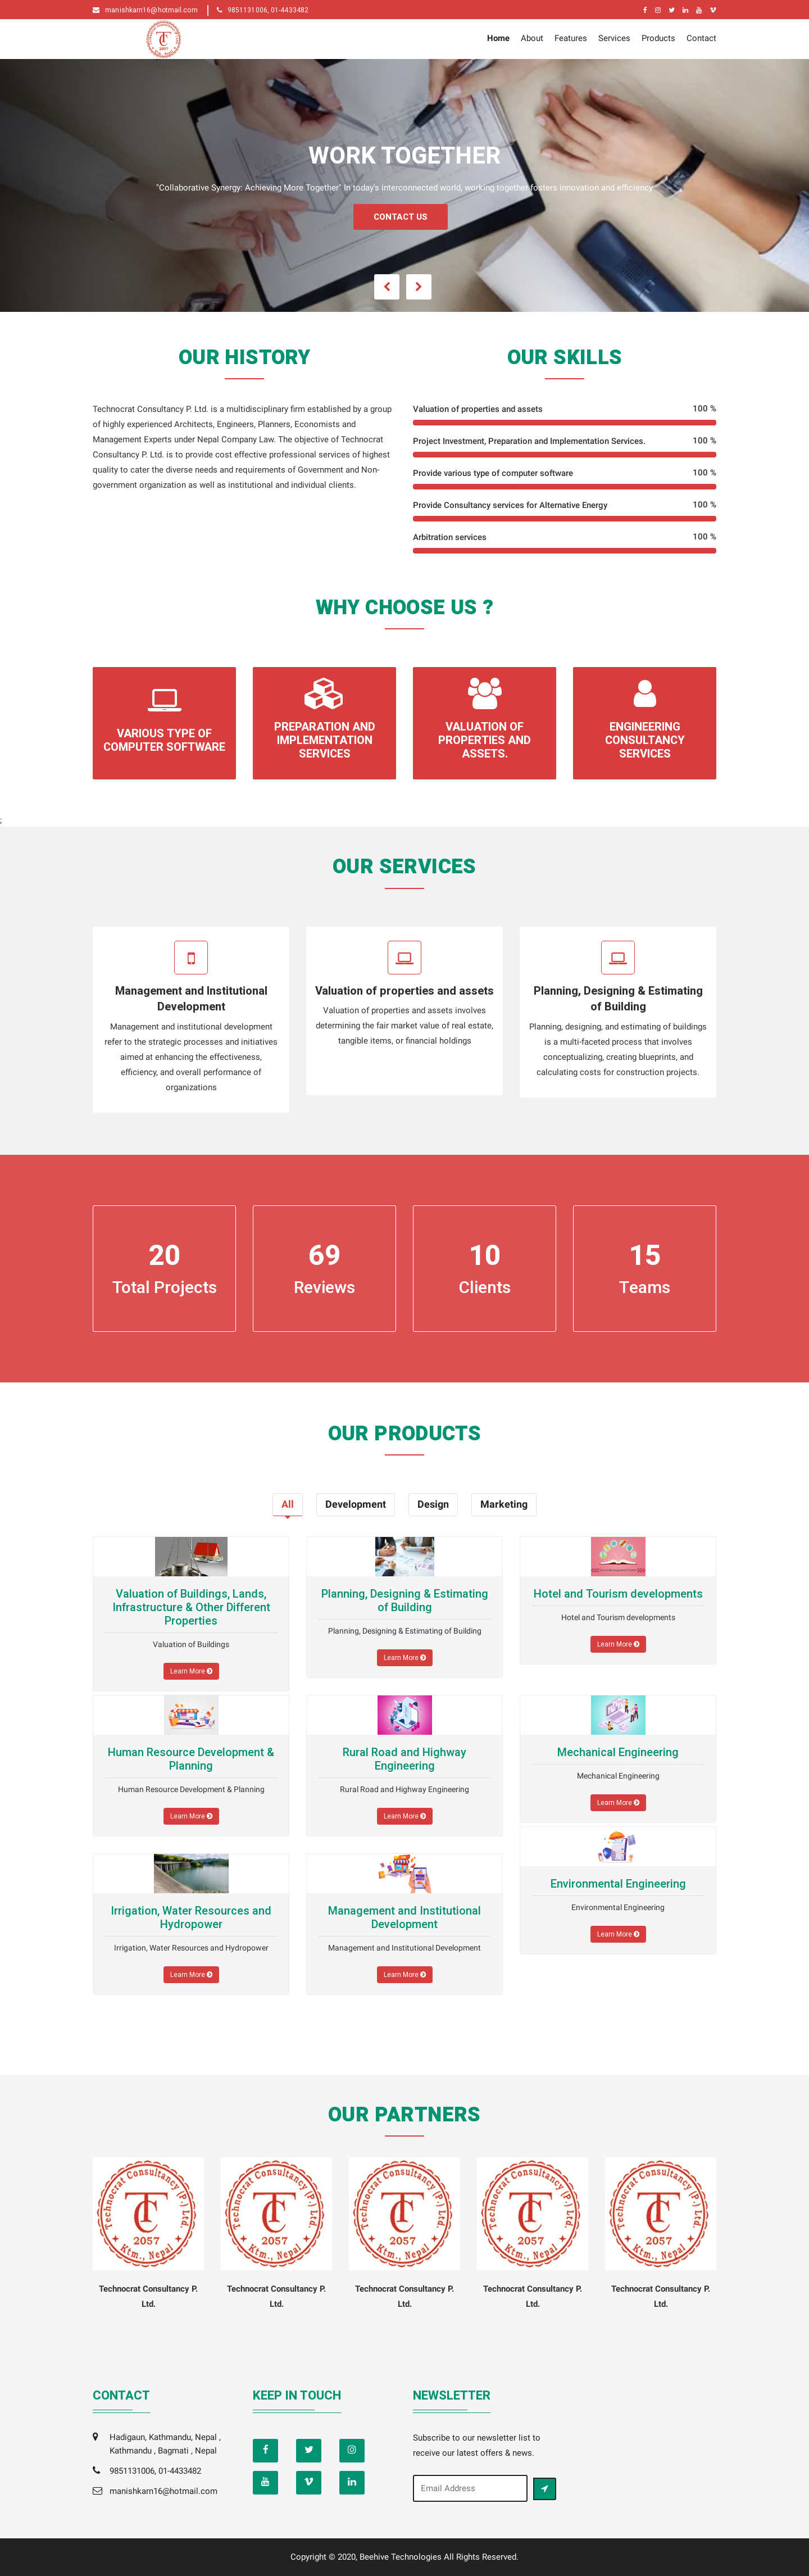 manishkarn16@hotmail.com 9851131006, 01-4433482
Home About Features Services Products Contact
WORK TOGETHER
"Collaborative Synergy: Achieving More Together" In today's interconnected world, working together fosters innovation and efficiency
CONTACT US
OUR HISTORY
Technocrat Consultancy P. Ltd. is a multidisciplinary firm established by a group
of highly experienced Architects, Engineers, Planners, Economists and
Management Experts under Nepal Company Law. The objective of Technocrat
Consultancy P. Ltd. is to provide cost effective professional services of highest
quality to cater the diverse needs and requirements of Government and Non-
government organization as well as institutional and individual clients.
OUR SKILLS
Valuation of properties and assets 100 %
Project Investment, Preparation and Implementation Services. 100 %
Provide various type of computer software 100 %
Provide Consultancy services for Alternative Energy 100 %
Arbitration services 100 %
WHY CHOOSE US ?
VARIOUS TYPE OF
COMPUTER SOFTWARE
PREPARATION AND
IMPLEMENTATION
SERVICES
VALUATION OF
PROPERTIES AND
ASSETS.
ENGINEERING
CONSULTANCY
SERVICES
;
OUR SERVICES
Management and Institutional
Development
Management and institutional development
refer to the strategic processes and initiatives
aimed at enhancing the effectiveness,
efficiency, and overall performance of
organizations
Valuation of properties and assets
Valuation of properties and assets involves
determining the fair market value of real estate,
tangible items, or financial holdings
Planning, Designing & Estimating
of Building
Planning, designing, and estimating of buildings
is a multi-faceted process that involves
conceptualizing, creating blueprints, and
calculating costs for construction projects.
20
Total Projects
69
Reviews
10
Clients
15
Teams
OUR PRODUCTS
All Development Design Marketing
Valuation of Buildings, Lands,
Infrastructure & Other Different
Properties
Valuation of Buildings
Learn More
Planning, Designing & Estimating
of Building
Planning, Designing & Estimating of Building
Learn More
Hotel and Tourism developments
Hotel and Tourism developments
Learn More
Human Resource Development &
Planning
Human Resource Development & Planning
Learn More
Rural Road and Highway
Engineering
Rural Road and Highway Engineering
Learn More
Mechanical Engineering
Mechanical Engineering
Learn More
Irrigation, Water Resources and
Hydropower
Irrigation, Water Resources and Hydropower
Learn More
Management and Institutional
Development
Management and Institutional Development
Learn More
Environmental Engineering
Environmental Engineering
Learn More
OUR PARTNERS
Technocrat Consultancy (P.) Ltd.
TC
2057
Ktm., Nepal
Technocrat Consultancy P.
Ltd.
Technocrat Consultancy (P.) Ltd.
TC
2057
Ktm., Nepal
Technocrat Consultancy P.
Ltd.
Technocrat Consultancy (P.) Ltd.
TC
2057
Ktm., Nepal
Technocrat Consultancy P.
Ltd.
Technocrat Consultancy (P.) Ltd.
TC
2057
Ktm., Nepal
Technocrat Consultancy P.
Ltd.
Technocrat Consultancy (P.) Ltd.
TC
2057
Ktm., Nepal
Technocrat Consultancy P.
Ltd.
CONTACT
Hadigaun, Kathmandu, Nepal ,
Kathmandu , Bagmati , Nepal
9851131006, 01-4433482
manishkarn16@hotmail.com
KEEP IN TOUCH
NEWSLETTER
Subscribe to our newsletter list to
receive our latest offers & news.
Email Address
Copyright © 2020, Beehive Technologies All Rights Reserved.